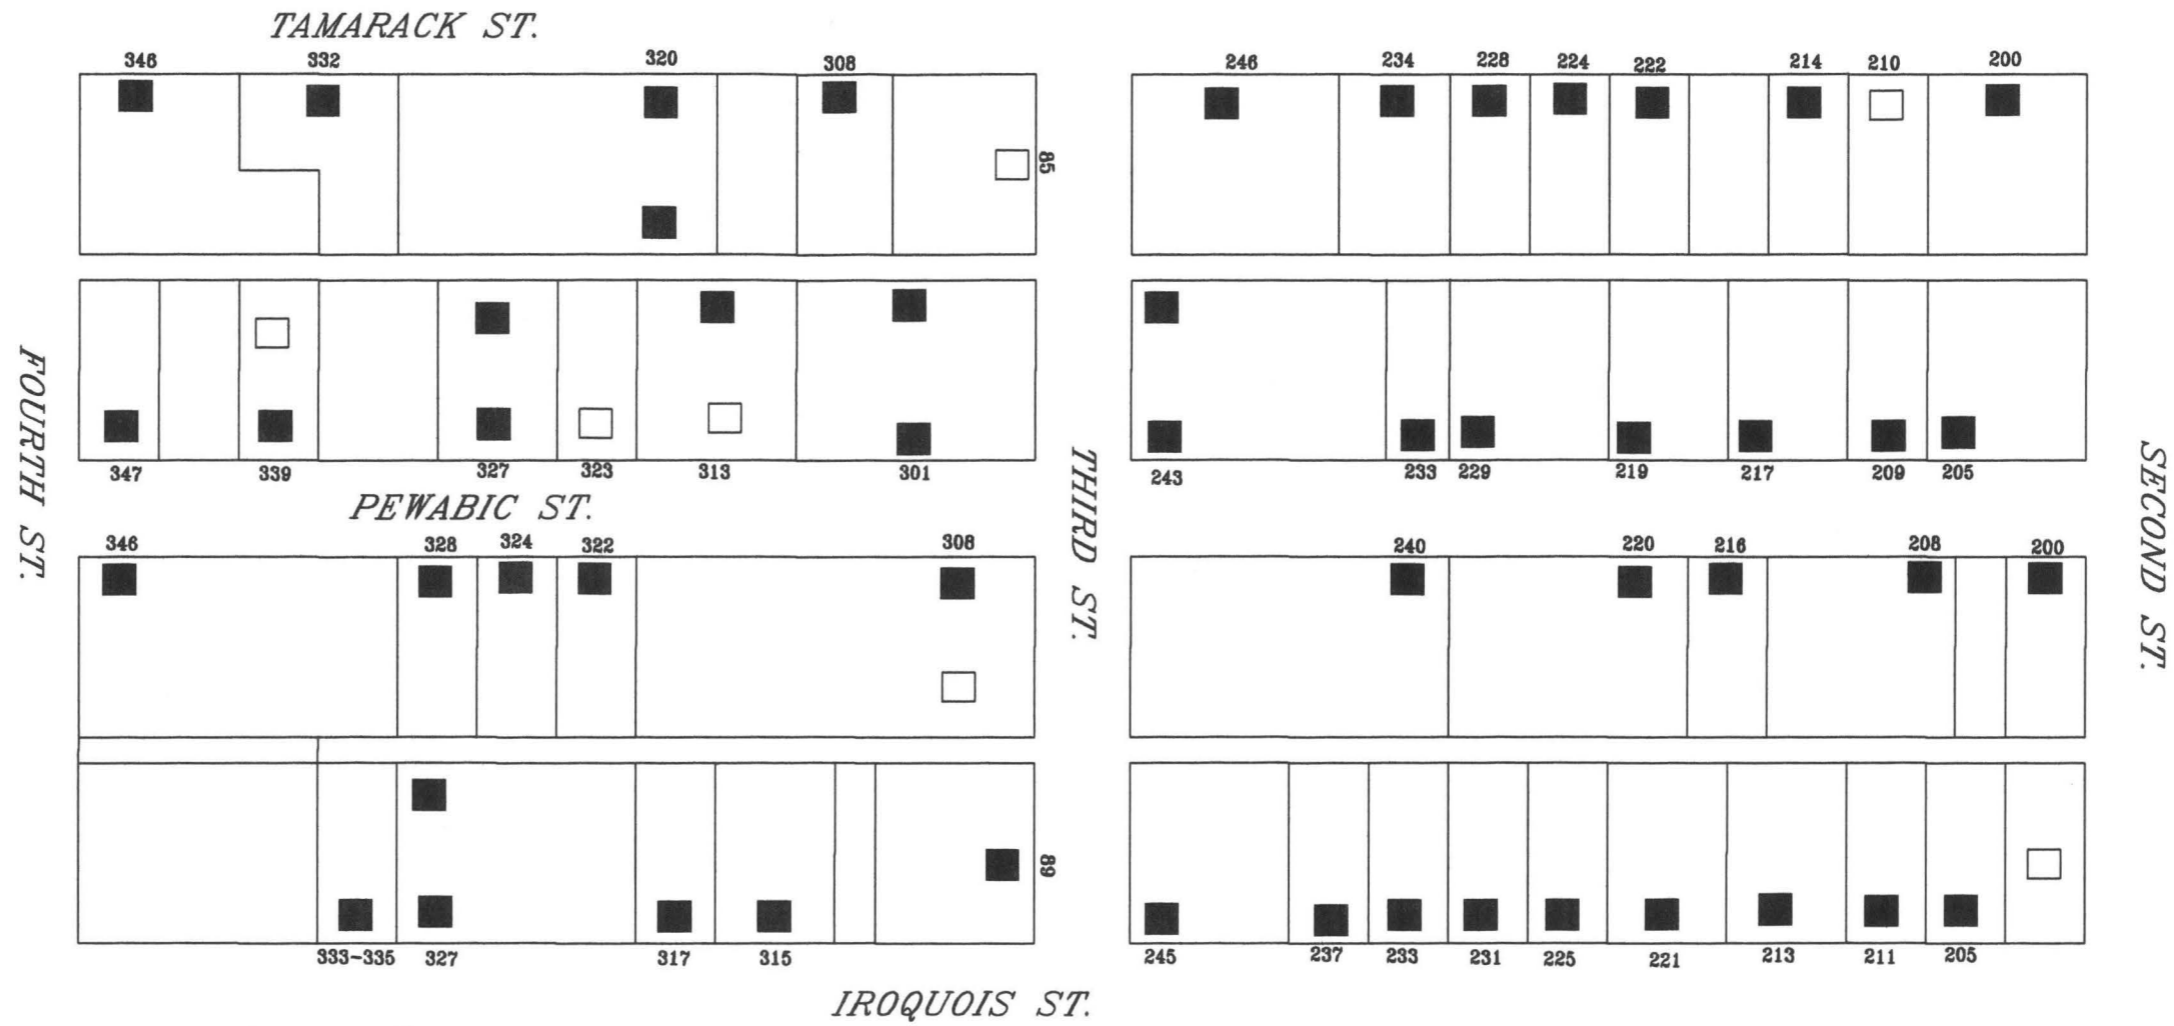 TAMARACK ST.
346 332 320 308 246 234 228 224 222 214 210 200
85
347 339 327 323 313 301 243 233 229 219 217 209 205
FOURTH ST.
PEWABIC ST.
THIRD ST.
SECOND ST.
346 328 324 322 308 240 220 216 208 200
89
333-335 327 317 315 245 237 233 231 225 221 213 211 205
IROQUOIS ST.